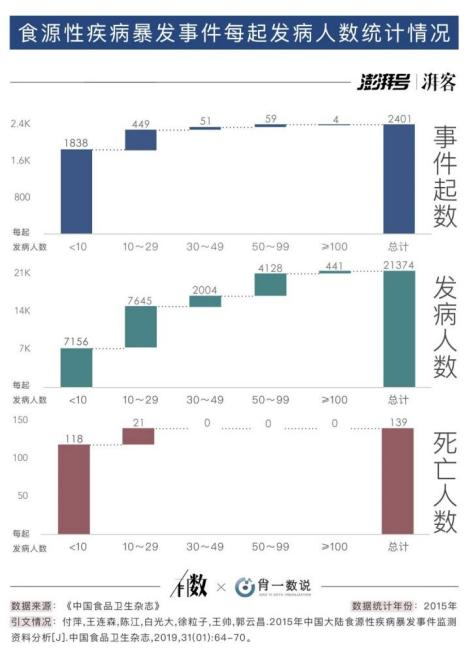 食源性疾病暴发事件每起发病人数统计情况
澎湃号|湃客
2.4K
1.6K
800
1838
449
51
59
4
2401
每起
发病人数
<10
10～29
30～49
50～99
≥100
总计
事件起数
21K
14K
7K
7156
7645
2004
4128
441
21374
每起
发病人数
<10
10～29
30～49
50～99
≥100
总计
发病人数
150
100
50
118
21
0
0
0
139
每起
发病人数
<10
10～29
30～49
50～99
≥100
总计
死亡人数
有数 × 肖一数说
数据来源：《中国食品卫生杂志》
数据统计年份：2015年
引文情况：付萍,王连森,陈江,白光大,徐粒子,王帅,郭云昌.2015年中国大陆食源性疾病暴发事件监测
资料分析[J].中国食品卫生杂志,2019,31(01):64-70。